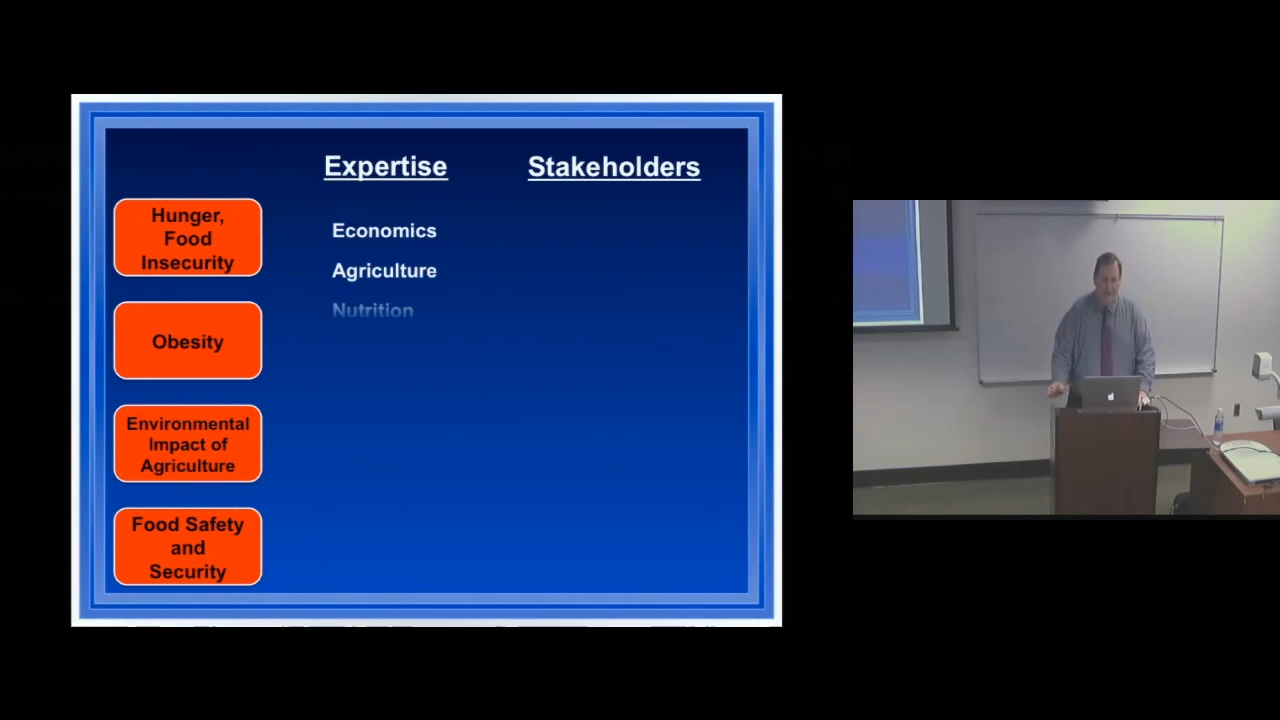 Expertise
Stakeholders
Hunger,
Food
Insecurity
Economics
Agriculture
Nutrition
Obesity
Environmental
Impact of
Agriculture
Food Safety
and
Security